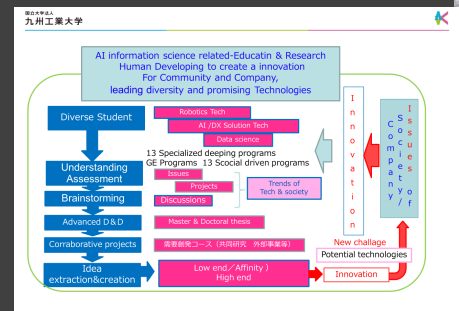 国立大学法人
九州工業大学
AI information science related-Educatin & Research
Human Developing to create a innovation
For Community and Company,
leading diversity and promising Technologies
Diverse Student
Robotics Tech
AI /DX Solution Tech
Data science
13 Specialized deeping programs
GE Programs 13 Scocial driven programs
Understanding
Assessment
Issues
Projects
Discussions
Trends of
Tech & society
Brainstorming
Advanced D&D
Master & Doctoral thesis
Corraborative projects
需要創発コース（共同研究 外部事業等）
Idea
extraction&creation
Low end／Affinity )
High end
Innovation
Issues of
Society/
Company
New challage
Potential technologies
Innovation